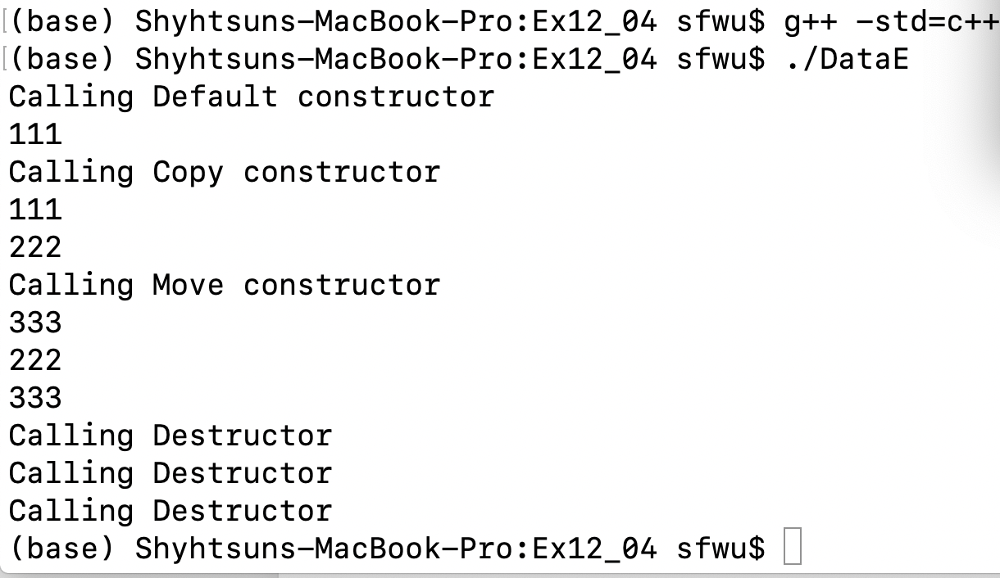 [(base) Shyhtsuns-MacBook-Pro:Ex12_04 sfwu$ g++ -std=c++
[(base) Shyhtsuns-MacBook-Pro:Ex12_04 sfwu$ ./DataE
Calling Default constructor
111
Calling Copy constructor
111
222
Calling Move constructor
333
222
333
Calling Destructor
Calling Destructor
Calling Destructor
(base) Shyhtsuns-MacBook-Pro:Ex12_04 sfwu$